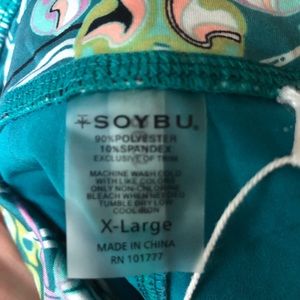 SOYBU
90% POLYESTER
10% SPANDEX
EXCLUSIVE OF TRIM
MACHINE WASH COLD
WITH LIKE COLORS
ONLY NON-CHLORINE
BLEACH WHEN NEEDED
TUMBLE DRY LOW
COOL IRON
X-Large
MADE IN CHINA
RN 101777